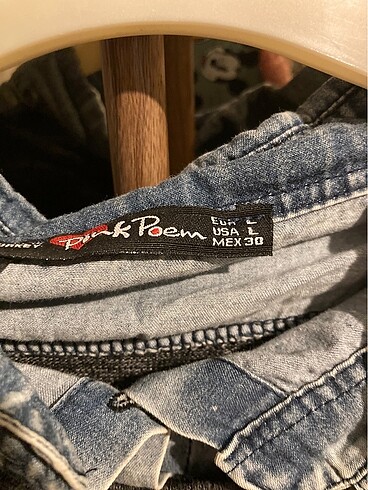 Pink Poem
EUR L
USA L
MEX 30